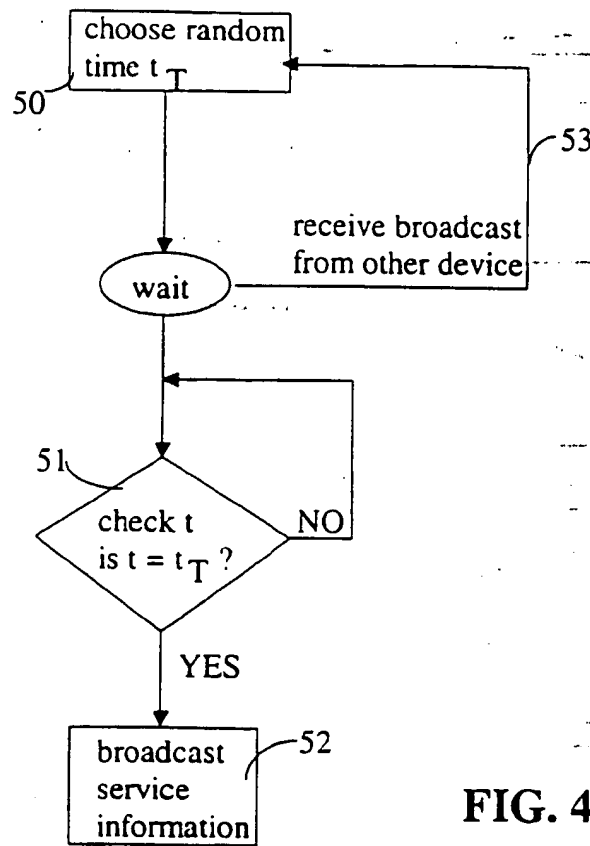 choose random
time t_T
50
53
receive broadcast
from other device
wait
51
check t
is t = t_T ?
NO
YES
52
broadcast
service
information
FIG. 4